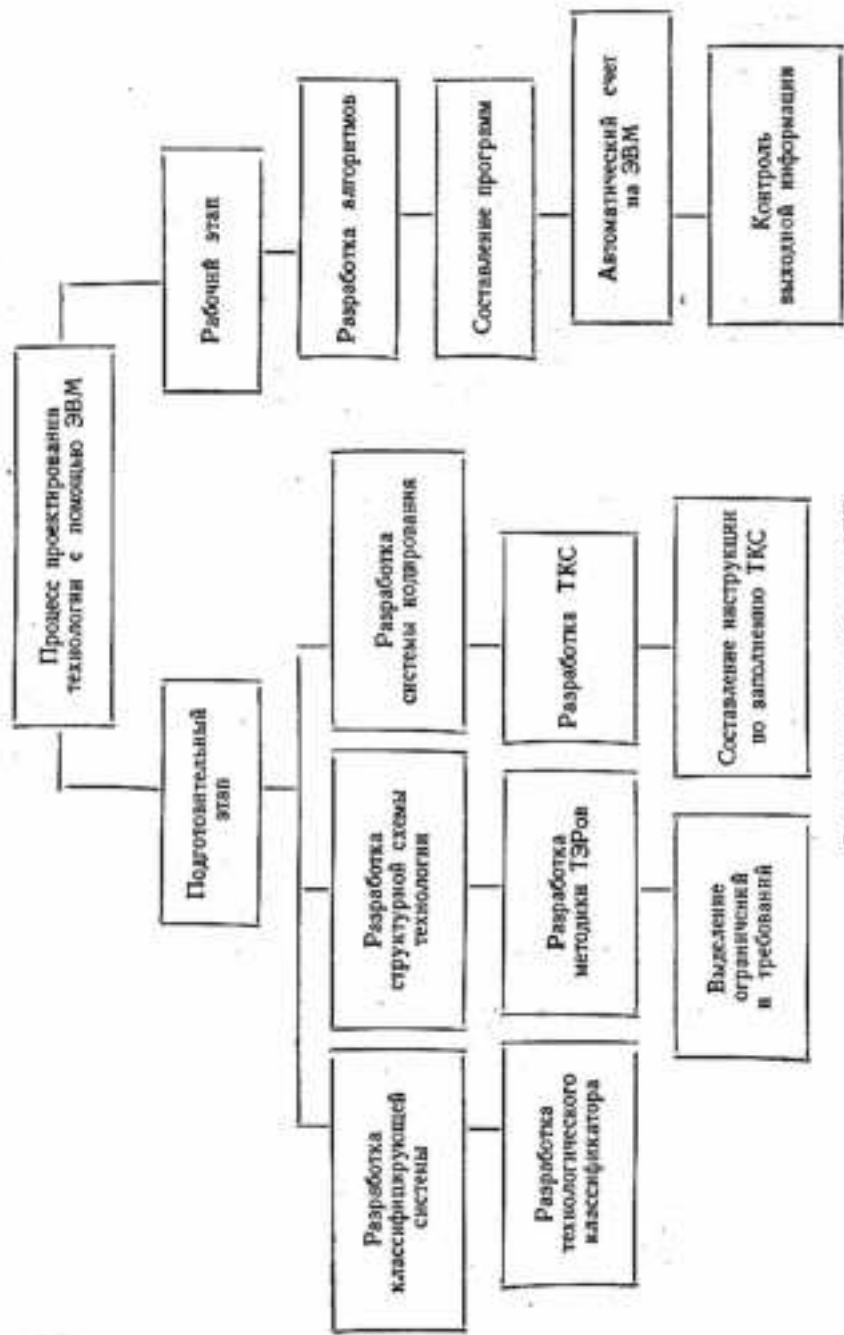 Процесс проектирования
технологии с помощью ЭВМ
Подготовительный
этап
Рабочий этап
Разработка
классифицирующей
системы
Разработка
структурной схемы
технологии
Разработка
системы кодирования
Разработка алгоритмов
Разработка
технологического
классификатора
Разработка
методики ТЭРов
Разработка ТКС
Составление программ
Выделение
ограничений
и требований
Составление инструкции
по заполнению ТКС
Автоматический счет
на ЭВМ
Контроль
выходной информации